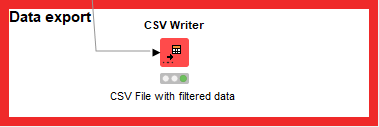 Data export
CSV Writer
CSV File with filtered data